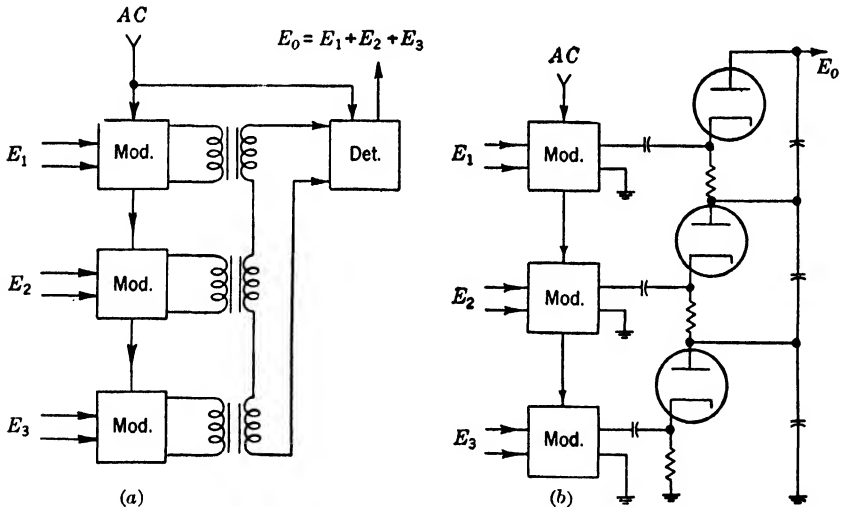 AC
E₀ = E₁ + E₂ + E₃
E₁
Mod.
Det.
E₂
Mod.
E₃
Mod.
(a)
AC
E₀
E₁
Mod.
E₂
Mod.
E₃
Mod.
(b)